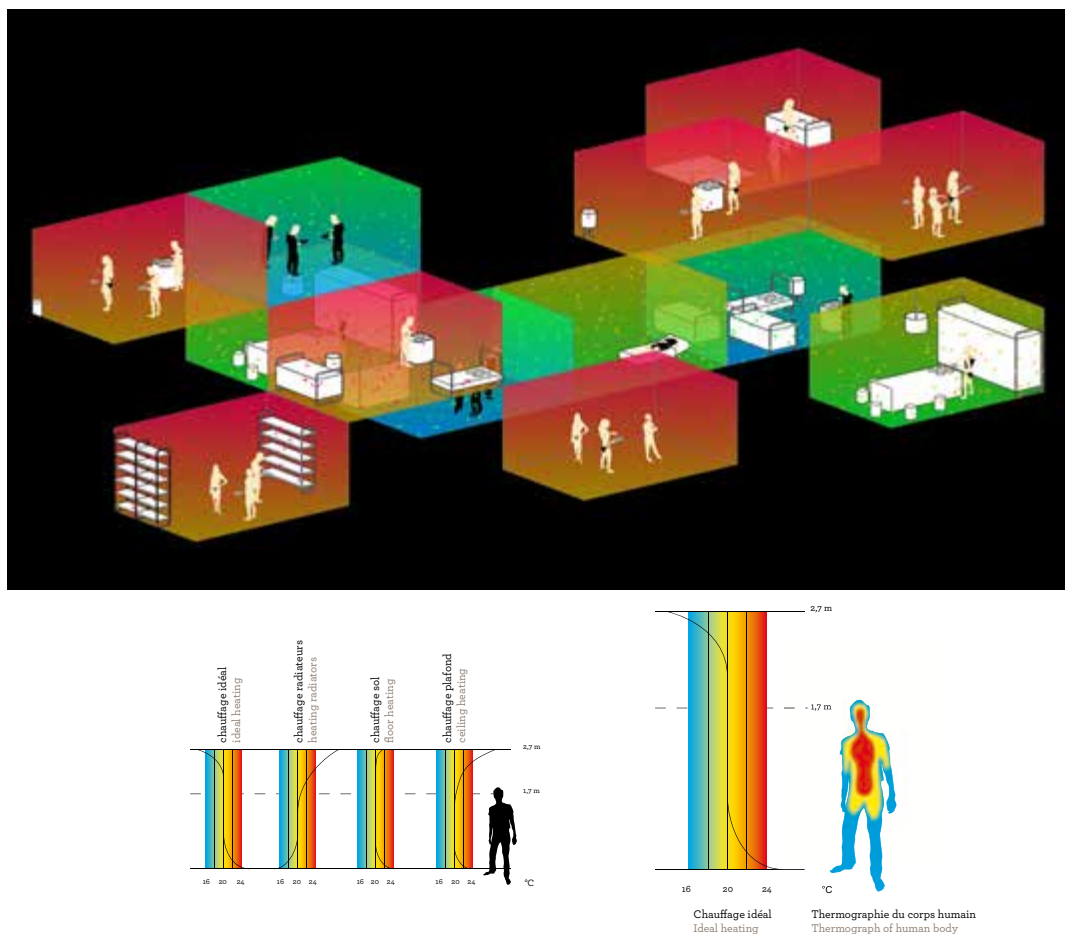 chauffage idéal
ideal heating
chauffage radiateurs
heating radiators
chauffage sol
floor heating
chauffage plafond
ceiling heating
2,7 m
1,7 m
16 20 24
16 20 24
16 20 24
16 20 24
°C
2,7 m
1,7 m
16 20 24
°C
Chauffage idéal
Ideal heating
Thermographie du corps humain
Thermograph of human body